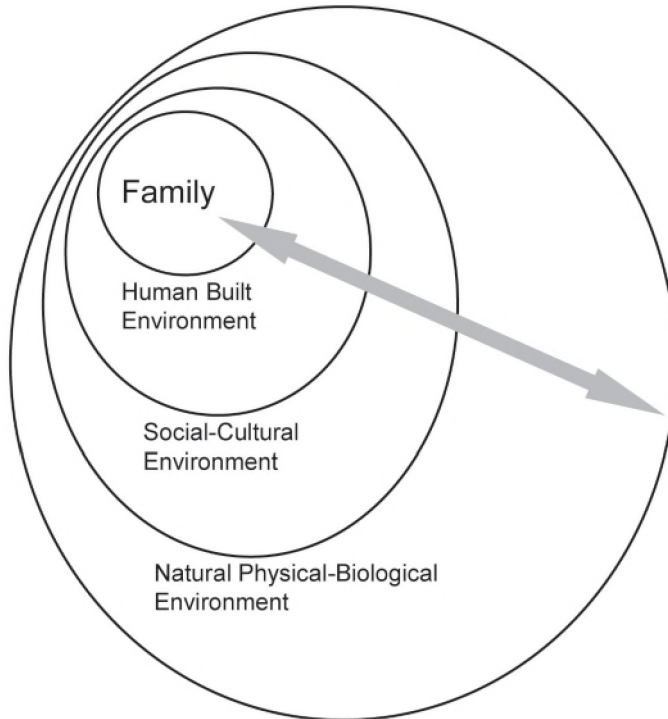 Family
Human Built
Environment
Social-Cultural
Environment
Natural Physical-Biological
Environment